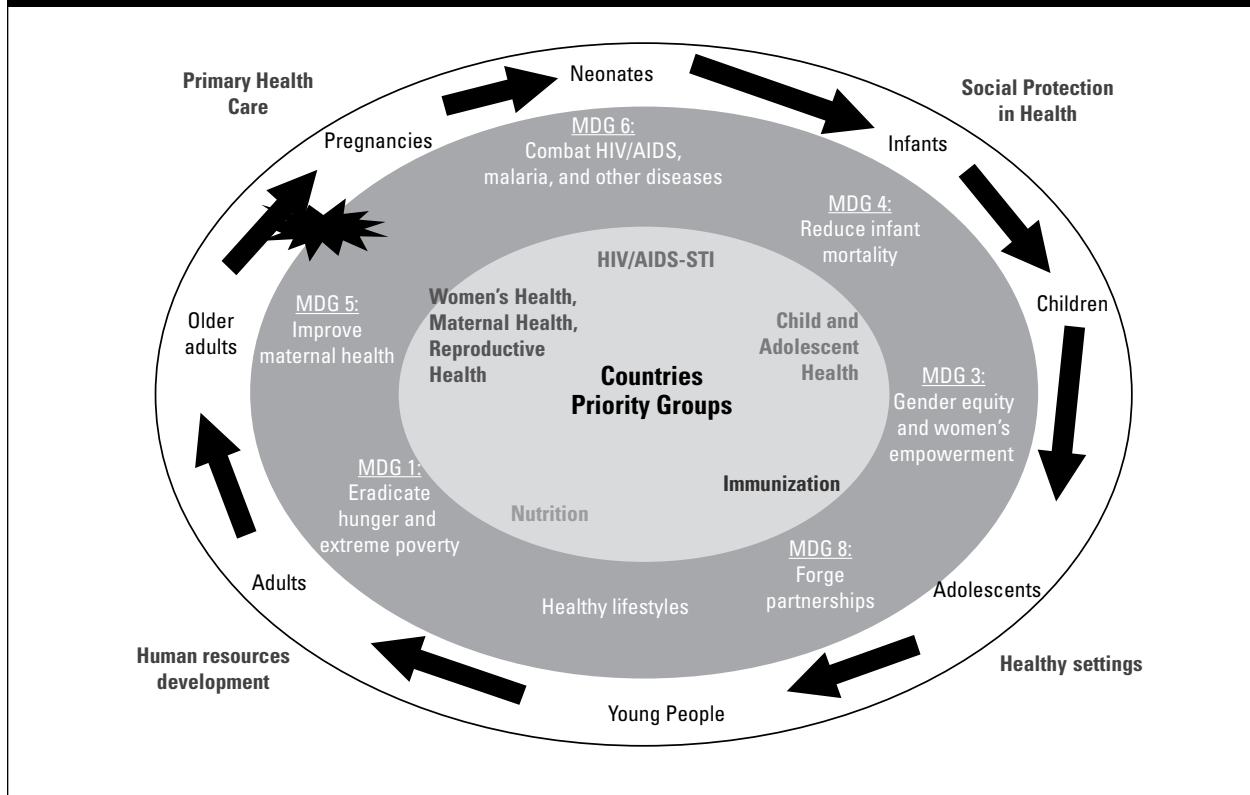 Primary Health
Care
Social Protection
in Health
Neonates
Pregnancies
Infants
Children
Adolescents
Young People
Adults
Older
adults
MDG 6:
Combat HIV/AIDS,
malaria, and other diseases
MDG 4:
Reduce infant
mortality
MDG 3:
Gender equity
and women's
empowerment
MDG 8:
Forge
partnerships
Healthy lifestyles
MDG 1:
Eradicate
hunger and
extreme poverty
MDG 5:
Improve
maternal health
HIV/AIDS-STI
Women's Health,
Maternal Health,
Reproductive
Health
Child and
Adolescent
Health
Countries
Priority Groups
Immunization
Nutrition
Human resources
development
Healthy settings